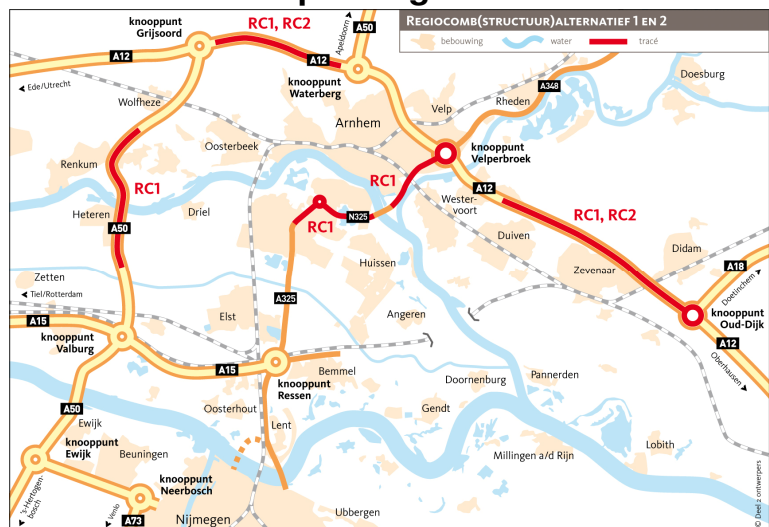 REGIOCOMB(STRUCTUUR)ALTERNATIEF 1 EN 2
bebouwing
water
tracé
knooppunt
Grijsoord
RC1, RC2
Apeldoorn
A50
A12
A12
knooppunt
Waterberg
Ede/Utrecht
Wolfheze
Velp
Rheden
A348
Doesburg
Arnhem
Oosterbeek
knooppunt
Velperbroek
Renkum
RC1
RC1
A12
Wester-
voort
RC1, RC2
Heteren
Driel
N325
RC1
A50
Duiven
Didam
Huissen
Zevenaar
A18
Doetinchem
Zetten
Tiel/Rotterdam
A325
Angeren
Elst
knooppunt
Oud-Dijk
A15
knooppunt
Valburg
A12
Oberhausen
A15
Bemmel
knooppunt
Ressen
Doornenburg
Pannerden
A50
Oosterhout
Gendt
Ewijk
Lent
knooppunt
Ewijk
Beuningen
Millingen a/d Rijn
Lobith
knooppunt
Neerbosch
's-Hertogen-
bosch
Venlo
A73
Nijmegen
Ubbergen
© Deel 2 ontwerpers